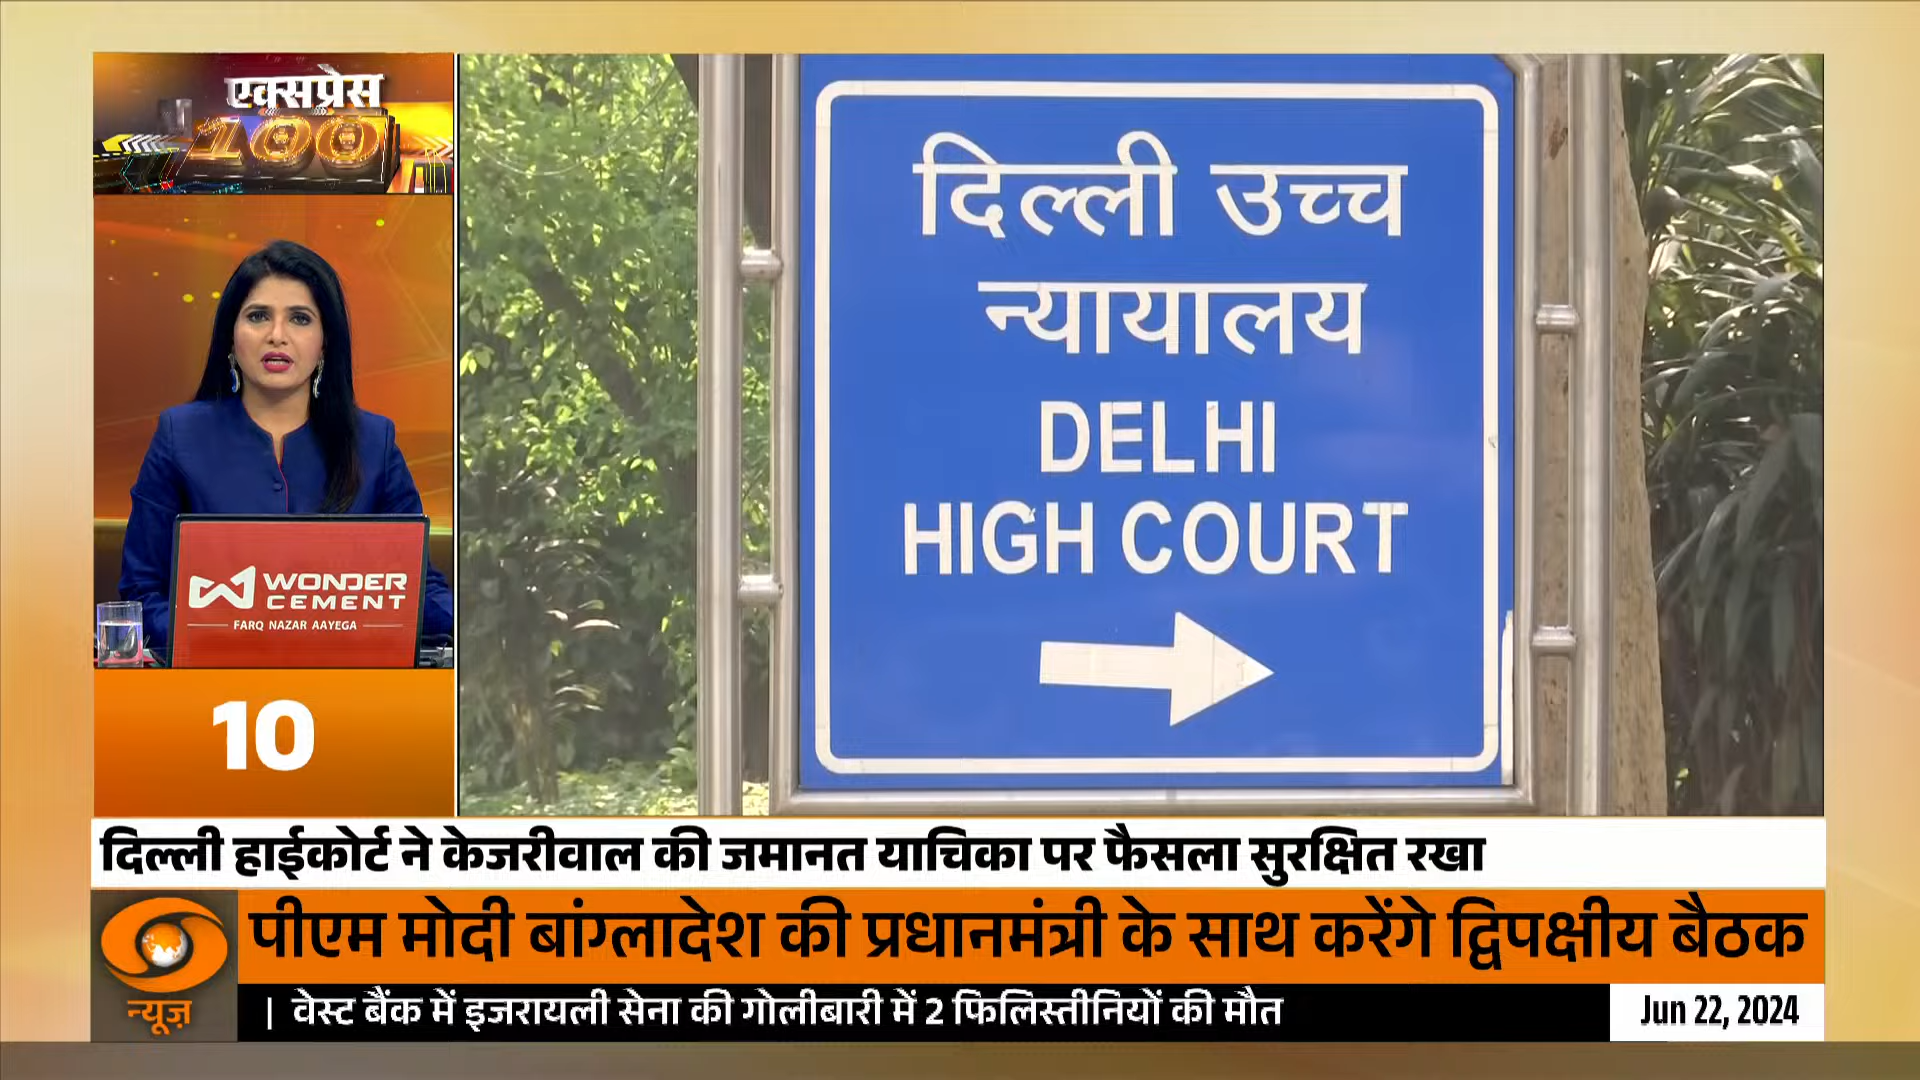 एक्सप्रेस
100
WONDER
CEMENT
FARQ NAZAR AAYEGA
10
दिल्ली उच्च
न्यायालय
DELHI
HIGH COURT
दिल्ली हाईकोर्ट ने केजरीवाल की जमानत याचिका पर फैसला सुरक्षित रखा
पीएम मोदी बांग्लादेश की प्रधानमंत्री के साथ करेंगे द्विपक्षीय बैठक
न्यूज़
| वेस्ट बैंक में इजरायली सेना की गोलीबारी में 2 फिलिस्तीनियों की मौत
Jun 22, 2024